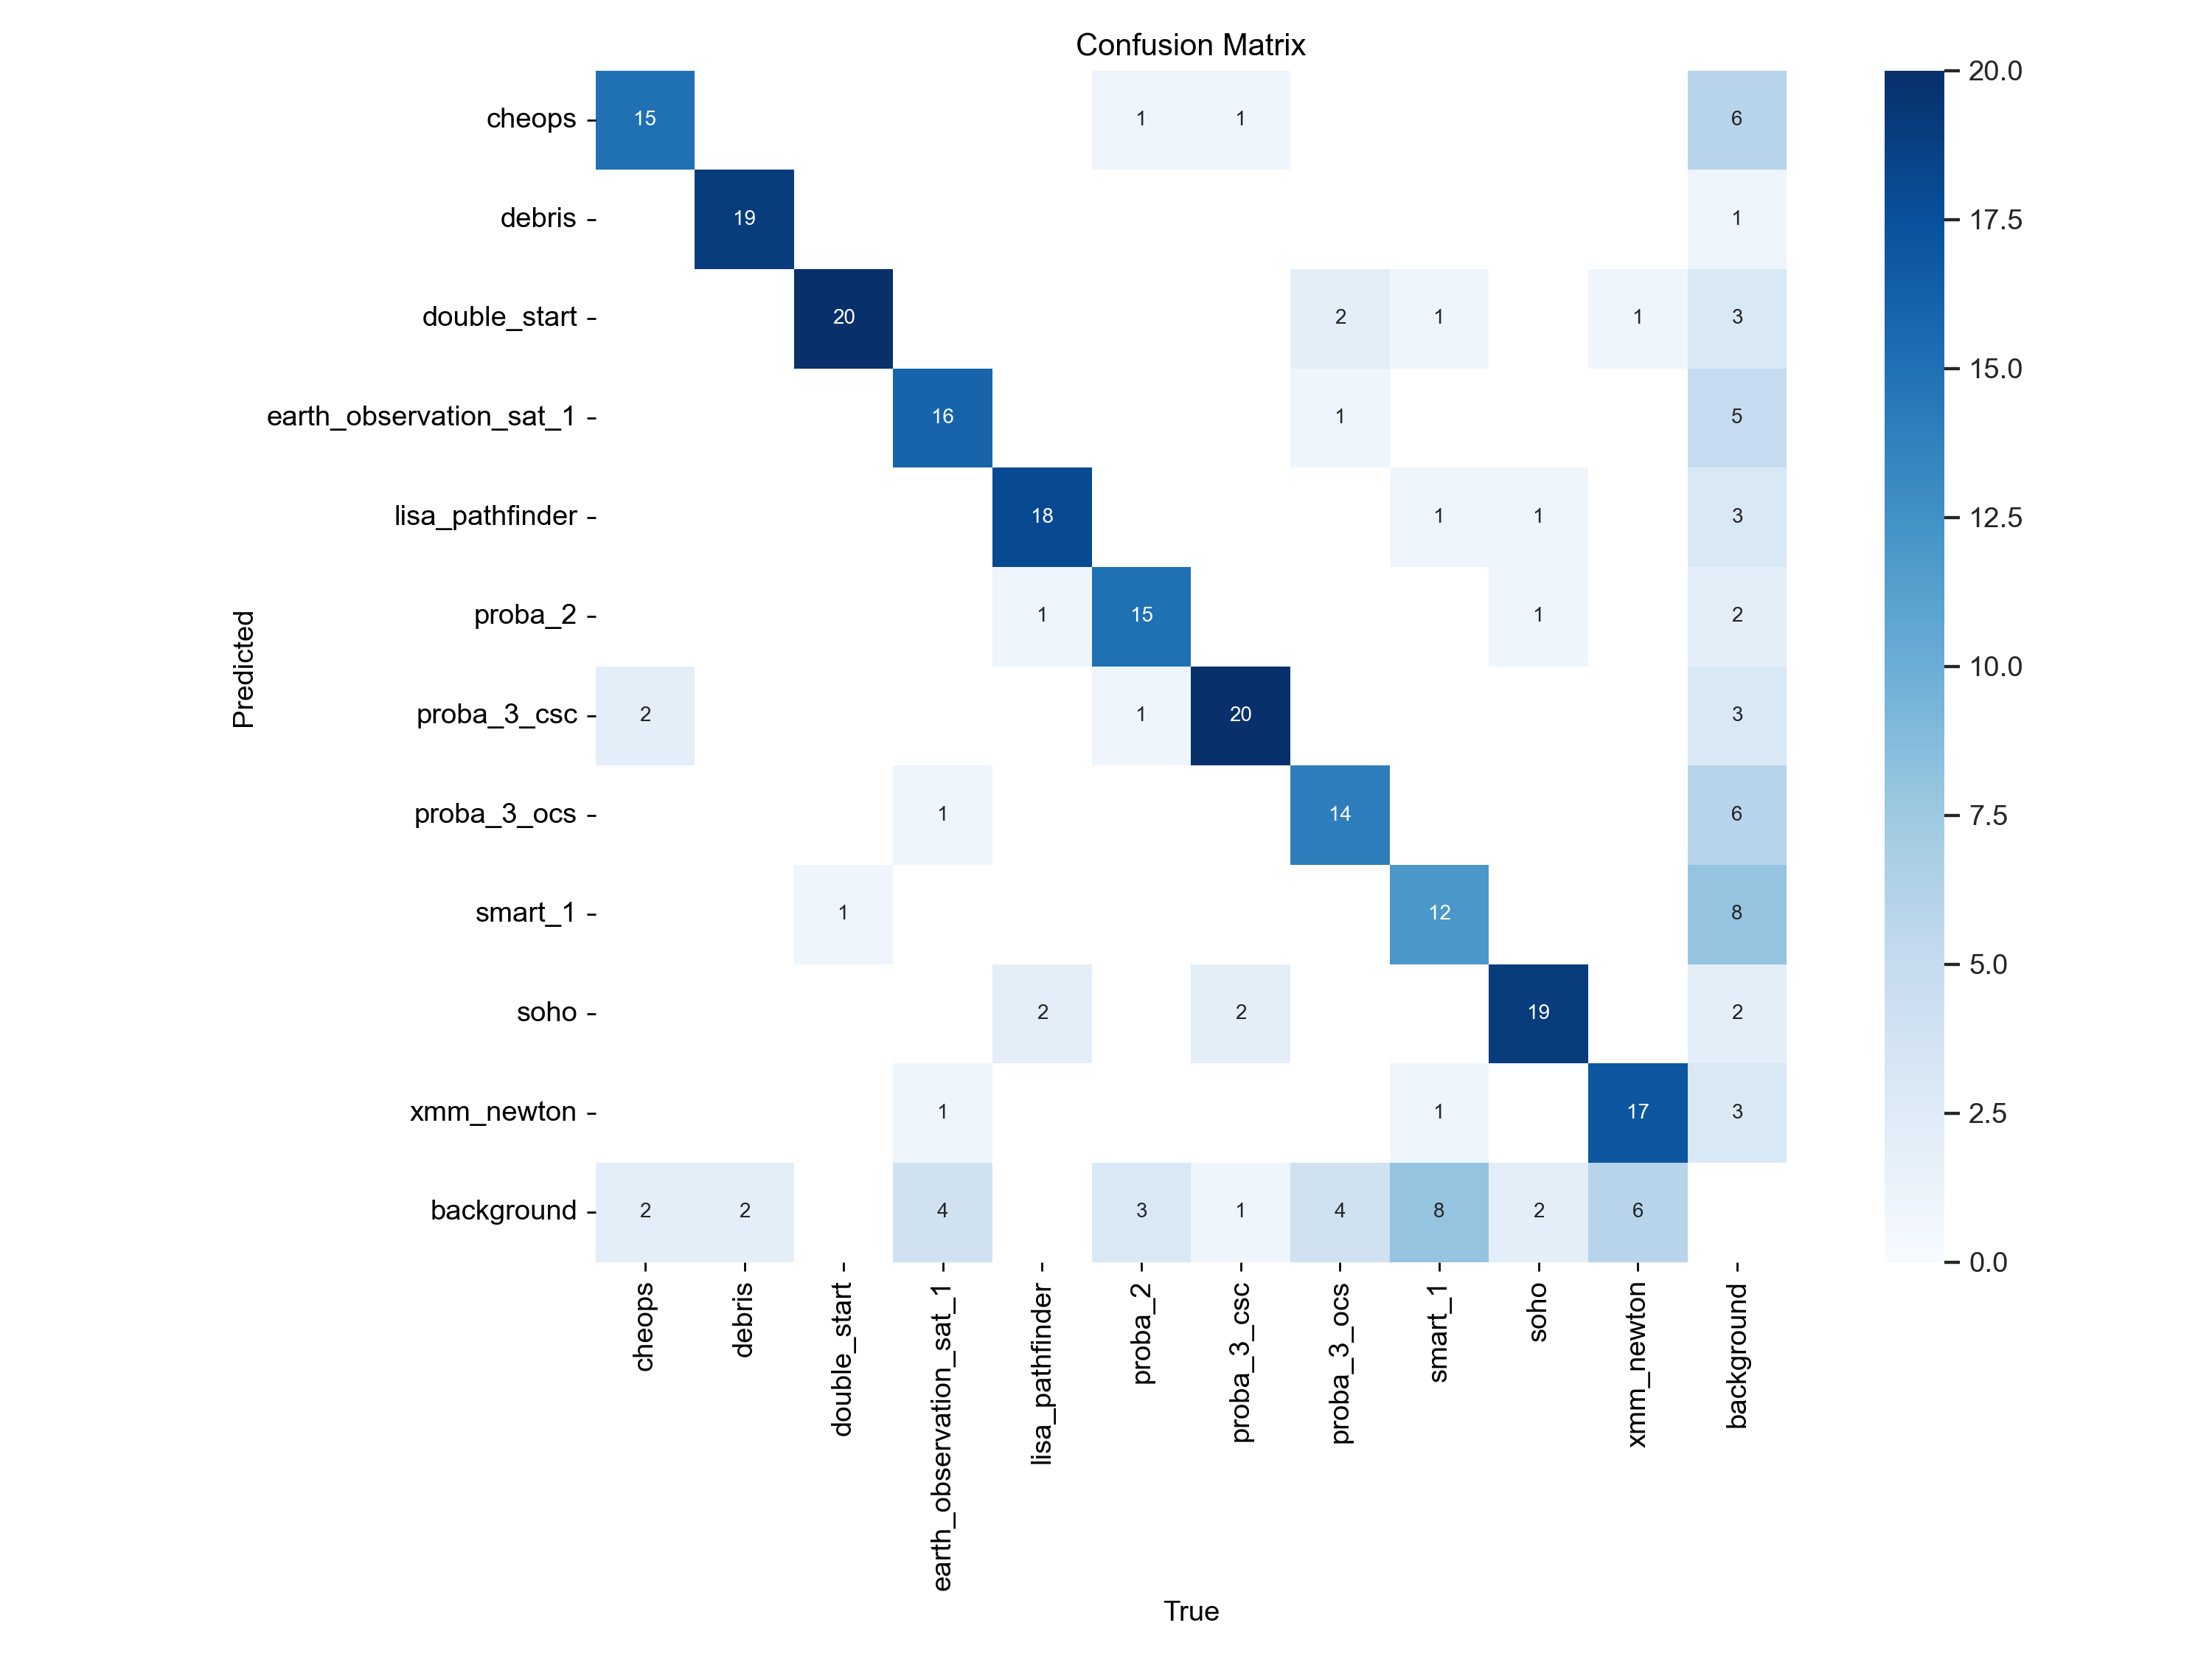 Confusion Matrix
cheops 15 1 1 6
debris 19 1
double_start 20 2 1 1 3
earth_observation_sat_1 16 1 5
lisa_pathfinder 18 1 1 3
proba_2 1 15 1 2
proba_3_csc 2 1 20 3
proba_3_ocs 1 14 6
smart_1 1 12 8
soho 2 2 19 2
xmm_newton 1 1 17 3
background 2 2 4 3 1 4 8 2 6
Predicted
cheops
debris
double_start
earth_observation_sat_1
lisa_pathfinder
proba_2
proba_3_csc
proba_3_ocs
smart_1
soho
xmm_newton
background
True
20.0
17.5
15.0
12.5
10.0
7.5
5.0
2.5
0.0